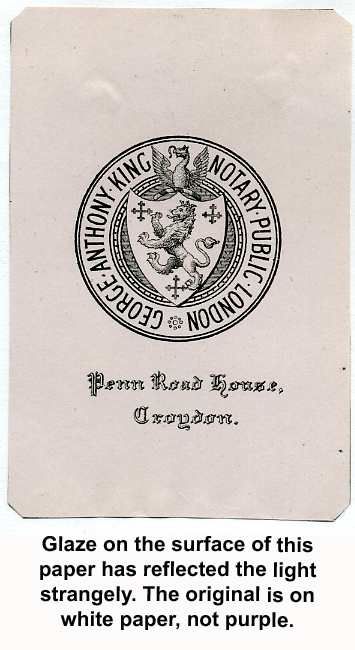 GEORGE·ANTHONY·KING NOTARY·PUBLIC·LONDON
Penn Road House,
Croydon.
Glaze on the surface of this
paper has reflected the light
strangely. The original is on
white paper, not purple.